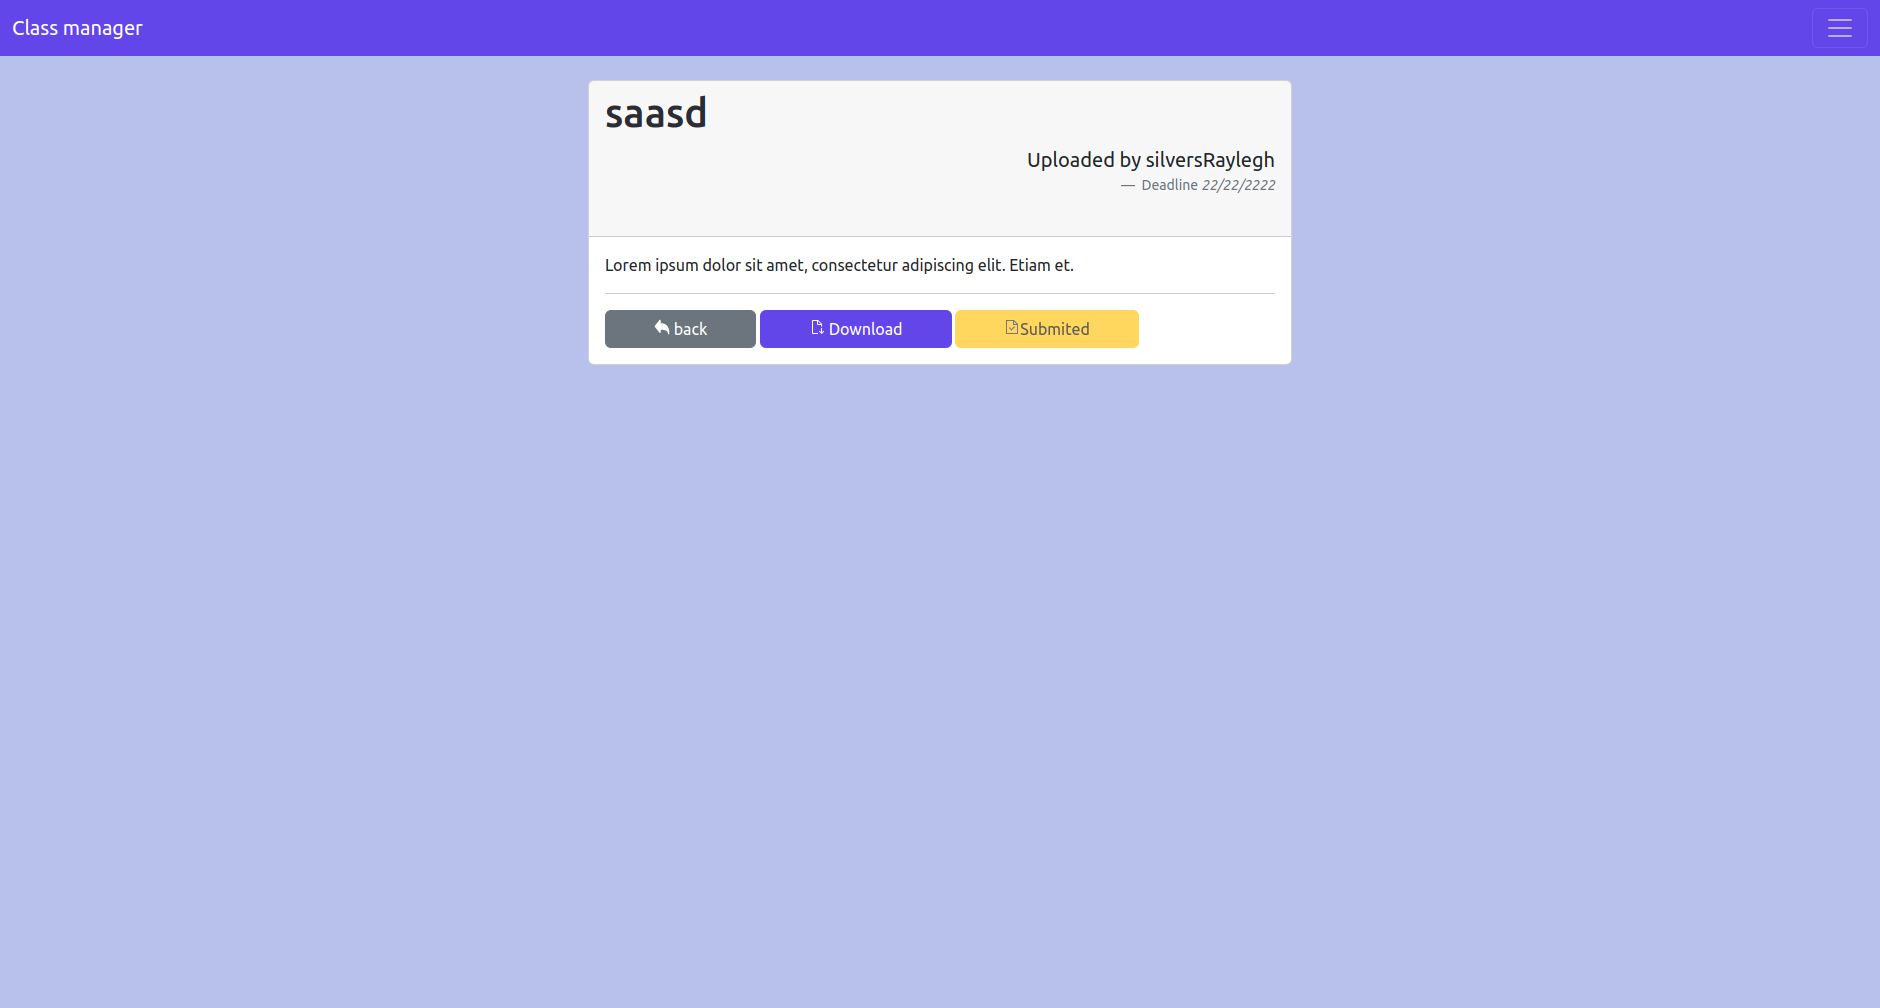 Class manager
saasd
Uploaded by silversRaylegh
— Deadline 22/22/2222
Lorem ipsum dolor sit amet, consectetur adipiscing elit. Etiam et.
back
Download
Submited